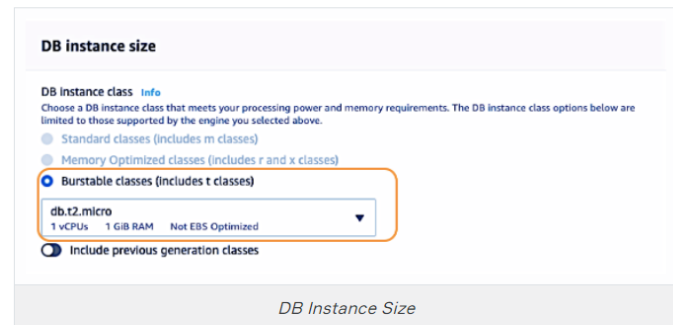 DB instance size
DB instance class Info
Choose a DB instance class that meets your processing power and memory requirements. The DB instance class options below are
limited to those supported by the engine you selected above.
Standard classes (includes m classes)
Memory Optimized classes (includes r and x classes)
Burstable classes (includes t classes)
db.t2.micro
1 vCPUs 1 GiB RAM Not EBS Optimized
Include previous generation classes
DB Instance Size